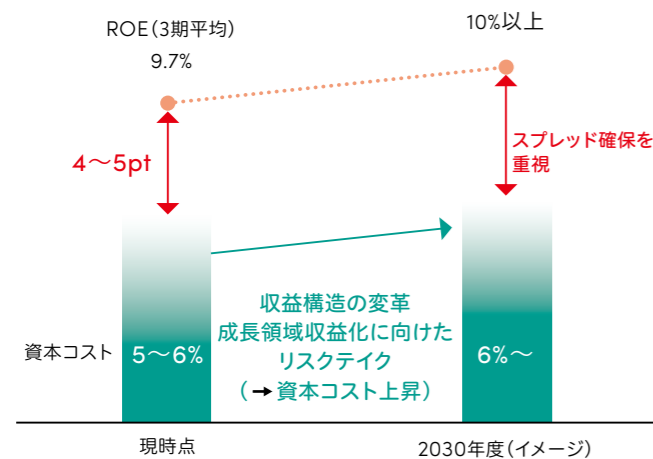 ROE(3期平均)
9.7%
10%以上
4〜5pt
スプレッド確保を
重視
収益構造の変革
成長領域収益化に向けた
リスクテイク
(→資本コスト上昇)
資本コスト
5〜6%
6%〜
現時点
2030年度(イメージ)